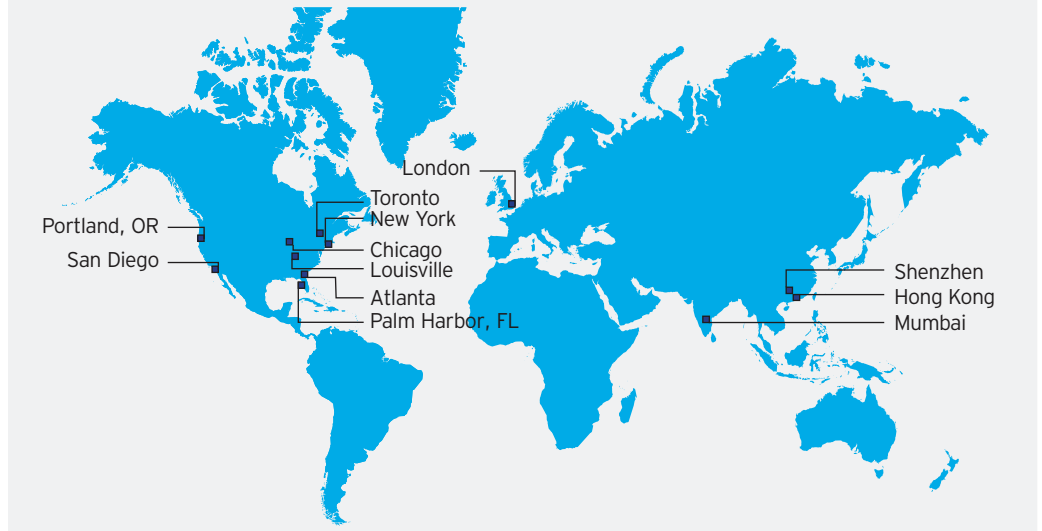 London
Toronto
New York
Portland, OR
Chicago
San Diego
Louisville
Shenzhen
Atlanta
Hong Kong
Palm Harbor, FL
Mumbai